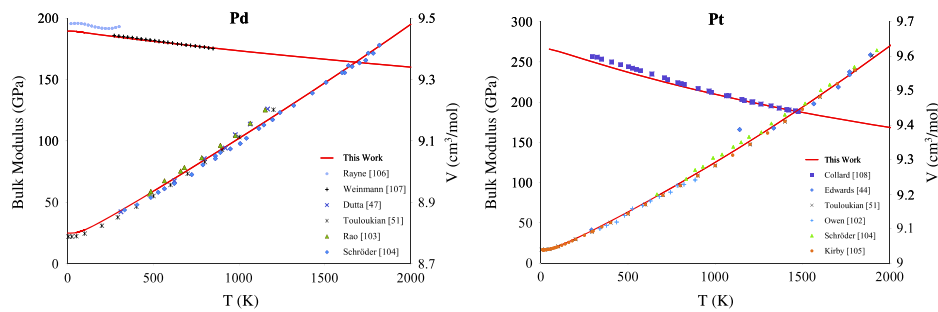 Pd
200
150
100
50
0
Bulk Modulus (GPa)
9.5
9.3
9.1
8.9
8.7
V (cm³/mol)
0
500
1000
1500
2000
T (K)
This Work
Rayne [106]
Weinmann [107]
Dutta [47]
Touloukian [51]
Rao [103]
Schröder [104]
Pt
300
250
200
150
100
50
0
Bulk Modulus (GPa)
9.7
9.6
9.5
9.4
9.3
9.2
9.1
9
V (cm³/mol)
0
500
1000
1500
2000
T (K)
This Work
Collard [108]
Edwards [44]
Touloukian [51]
Owen [102]
Schröder [104]
Kirby [105]